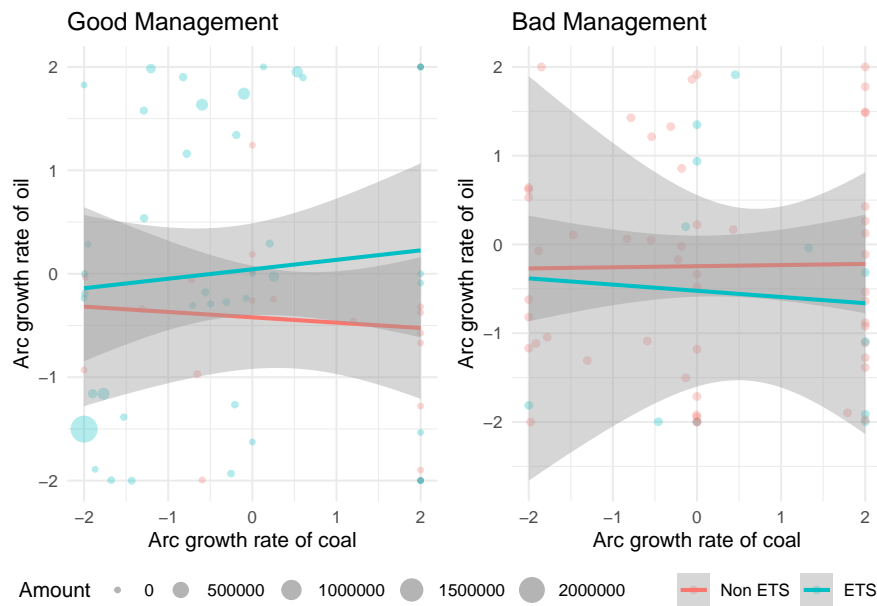 Good Management
Bad Management
Arc growth rate of oil
2
1
0
−1
−2
−2
−1
0
1
2
Arc growth rate of coal
Arc growth rate of oil
2
1
0
−1
−2
−2
−1
0
1
2
Arc growth rate of coal
Amount 0 500000 1000000 1500000 2000000 Non ETS ETS